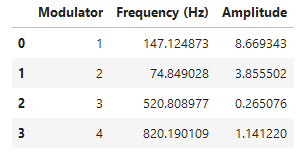 Modulator Frequency (Hz) Amplitude
0 1 147.124873 8.669343
1 2 74.849028 3.855502
2 3 520.808977 0.265076
3 4 820.190109 1.141220